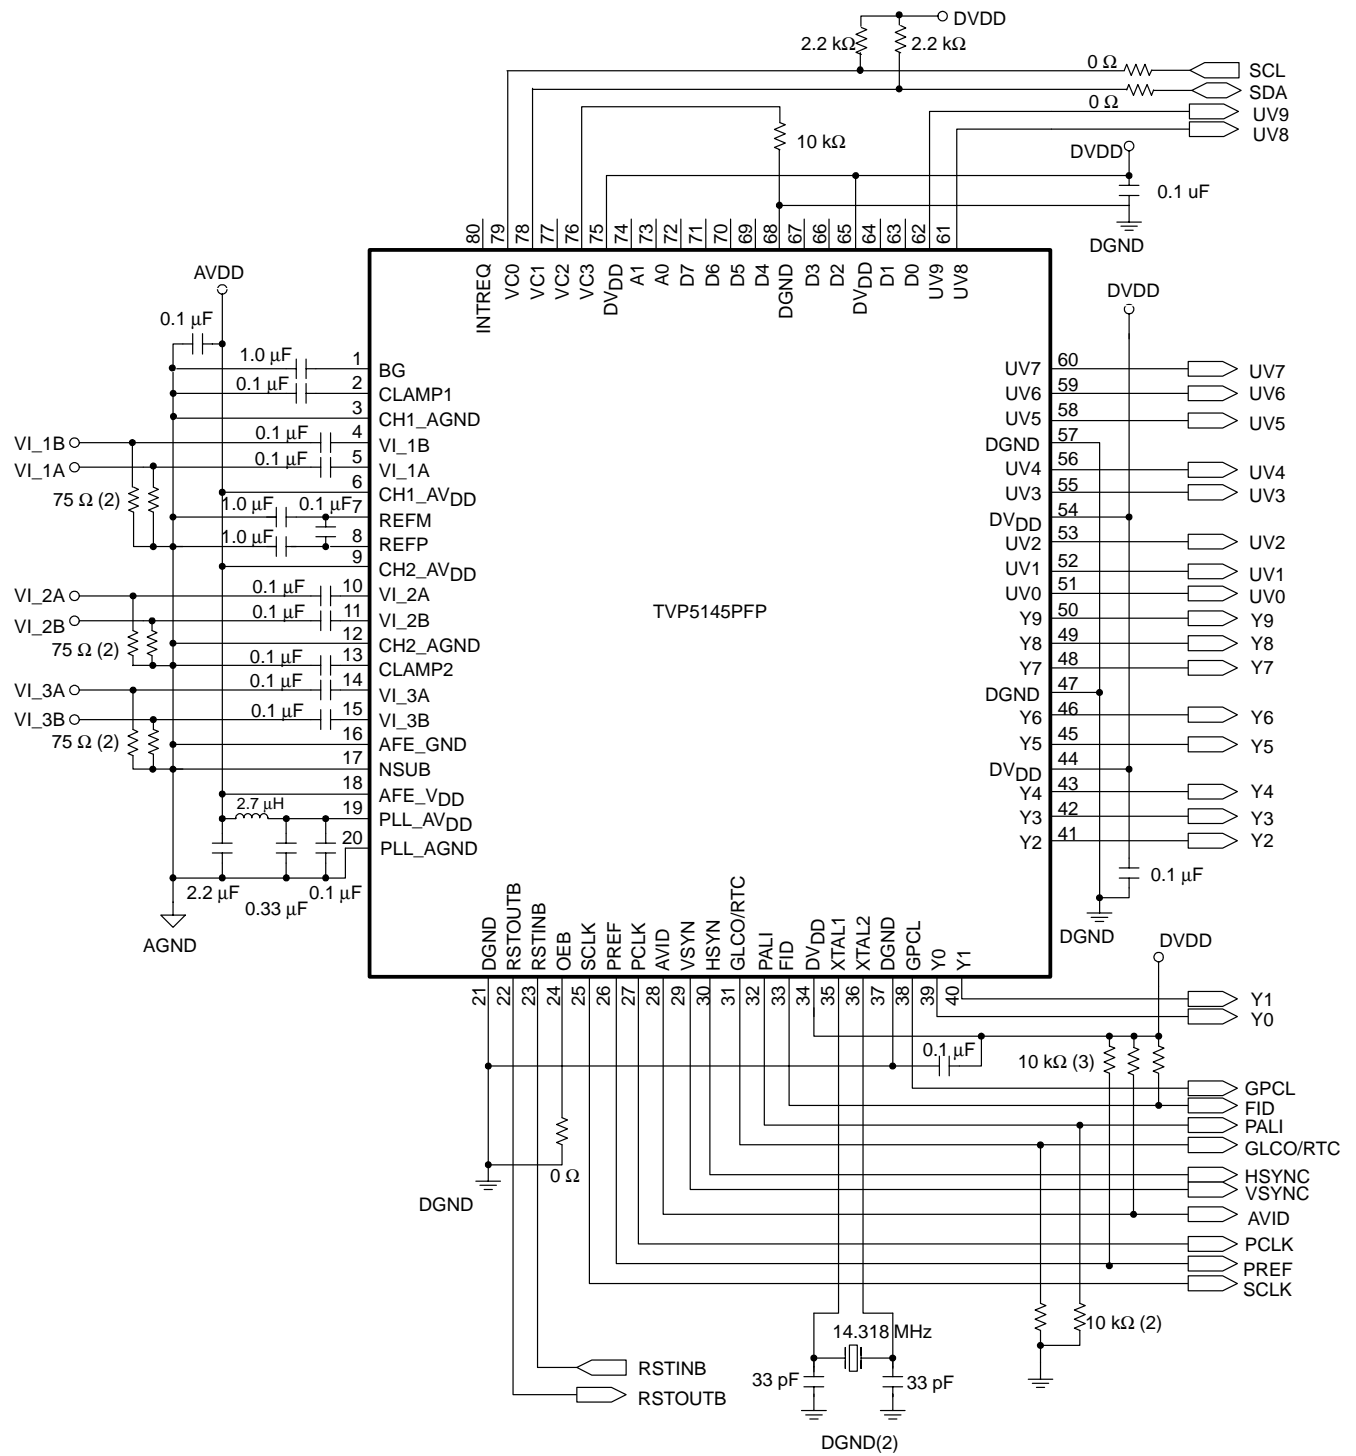 DVDD
2.2 kΩ 2.2 kΩ
0 Ω SCL
SDA
0 Ω UV9
UV8
10 kΩ
DVDD
0.1 uF
DGND
80 79 78 77 76 75 74 73 72 71 70 69 68 67 66 65 64 63 62 61
INTREQ VC0 VC1 VC2 VC3 DVDD A1 A0 D7 D6 D5 D4 DGND D3 D2 DVDD D1 D0 UV9 UV8
AVDD
0.1 µF
1.0 µF 1 BG
0.1 µF 2 CLAMP1
3 CH1_AGND
VI_1B 0.1 µF 4 VI_1B
VI_1A 0.1 µF 5 VI_1A
75 Ω (2)
6 CH1_AVDD
1.0 µF 0.1 µF 7 REFM
1.0 µF 8 REFP
9 CH2_AVDD
VI_2A 0.1 µF 10 VI_2A
VI_2B 0.1 µF 11 VI_2B
75 Ω (2)
12 CH2_AGND
0.1 µF 13 CLAMP2
VI_3A 0.1 µF 14 VI_3A
VI_3B 0.1 µF 15 VI_3B
75 Ω (2)
16 AFE_GND
17 NSUB
18 AFE_VDD
2.7 µH 19 PLL_AVDD
20 PLL_AGND
2.2 µF 0.33 µF 0.1 µF
AGND
TVP5145PFP
DVDD
UV7 60 UV7
UV6 59 UV6
UV5 58 UV5
DGND 57
UV4 56 UV4
UV3 55 UV3
DVDD 54
UV2 53 UV2
UV1 52 UV1
UV0 51 UV0
Y9 50 Y9
Y8 49 Y8
Y7 48 Y7
DGND 47
Y6 46 Y6
Y5 45 Y5
DVDD 44
Y4 43 Y4
Y3 42 Y3
Y2 41 Y2
0.1 µF
DGND
DGND RSTOUTB RSTINB OEB SCLK PREF PCLK AVID VSYN HSYN GLCO/RTC PALI FID DVDD XTAL1 XTAL2 DGND GPCL Y0 Y1
21 22 23 24 25 26 27 28 29 30 31 32 33 34 35 36 37 38 39 40
DVDD
Y1
Y0
0.1 µF
10 kΩ (3)
GPCL
FID
PALI
GLCO/RTC
HSYNC
VSYNC
AVID
PCLK
PREF
SCLK
0 Ω
DGND
10 kΩ (2)
14.318 MHz
33 pF 33 pF
DGND(2)
RSTINB
RSTOUTB